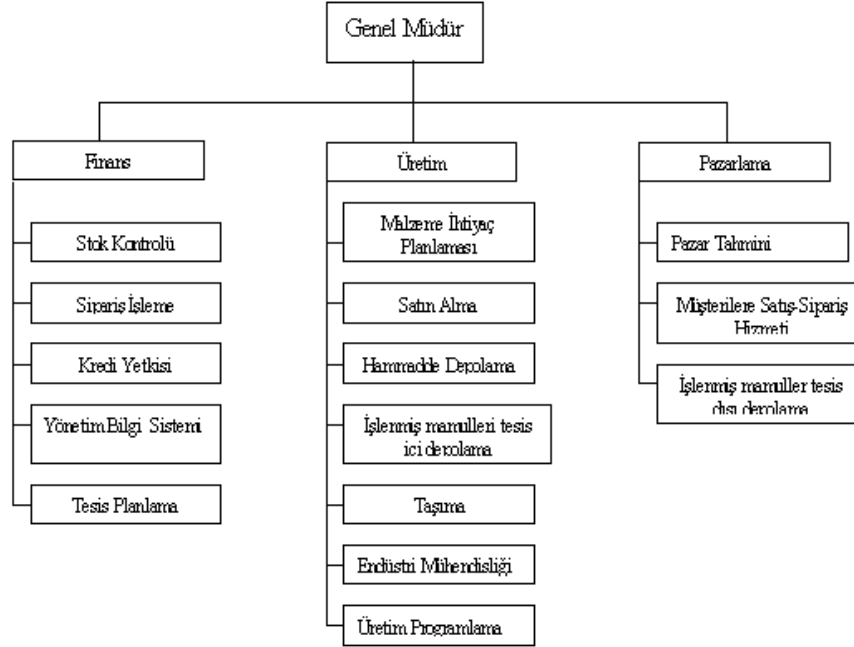 Genel Müdür
Finans
Stok Kontrolü
Sipariş İşleme
Kredi Yetkisi
Yönetim Bilgi Sistemi
Tesis Planlama
Üretim
Malzeme İhtiyaç
Planlaması
Satın Alma
Hammadde Depolama
İşlenmiş mamulleri tesis
içi depolama
Taşıma
Endüstri Mühendisliği
Üretim Programlama
Pazarlama
Pazar Tahmini
Müşterilere Satış-Sipariş
Hizmeti
İşlenmiş mamuller tesis
dışı depolama